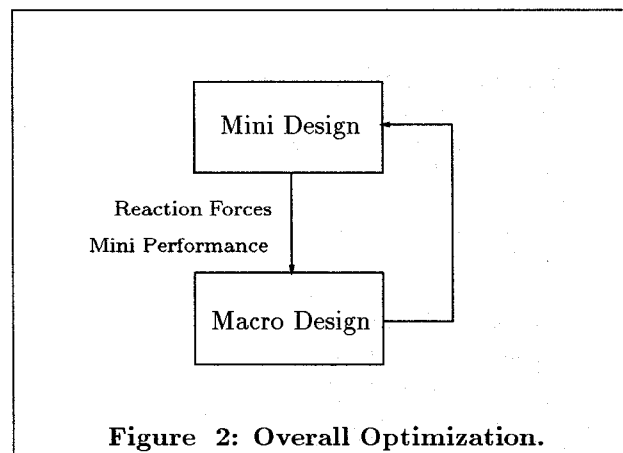 Mini Design
Reaction Forces
Mini Performance
Macro Design
Figure 2: Overall Optimization.